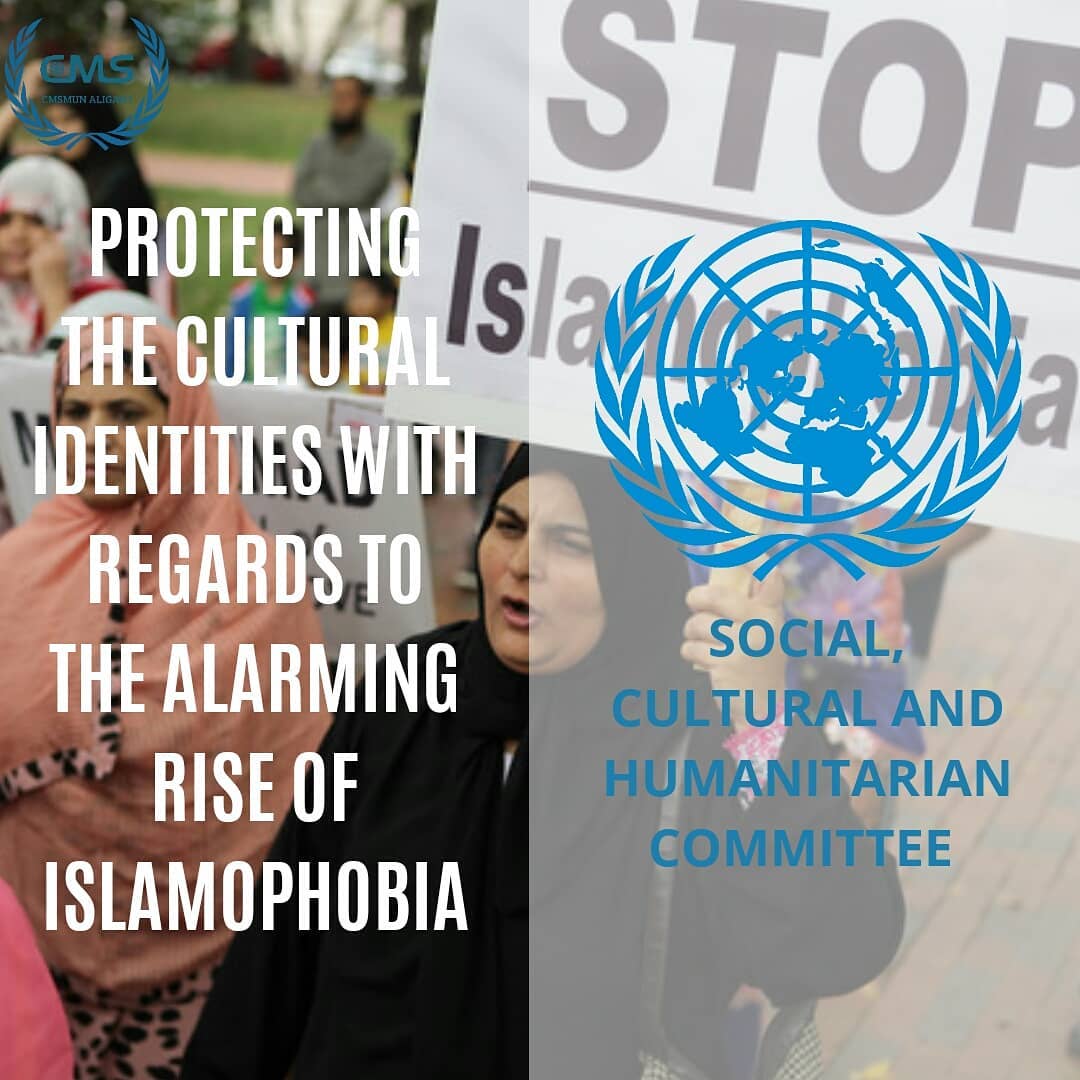 CMS
CMSMUN ALIGARH
PROTECTING
THE CULTURAL
IDENTITIES WITH
REGARDS TO
THE ALARMING
RISE OF
ISLAMOPHOBIA
STOP
Islamophobia
SOCIAL,
CULTURAL AND
HUMANITARIAN
COMMITTEE